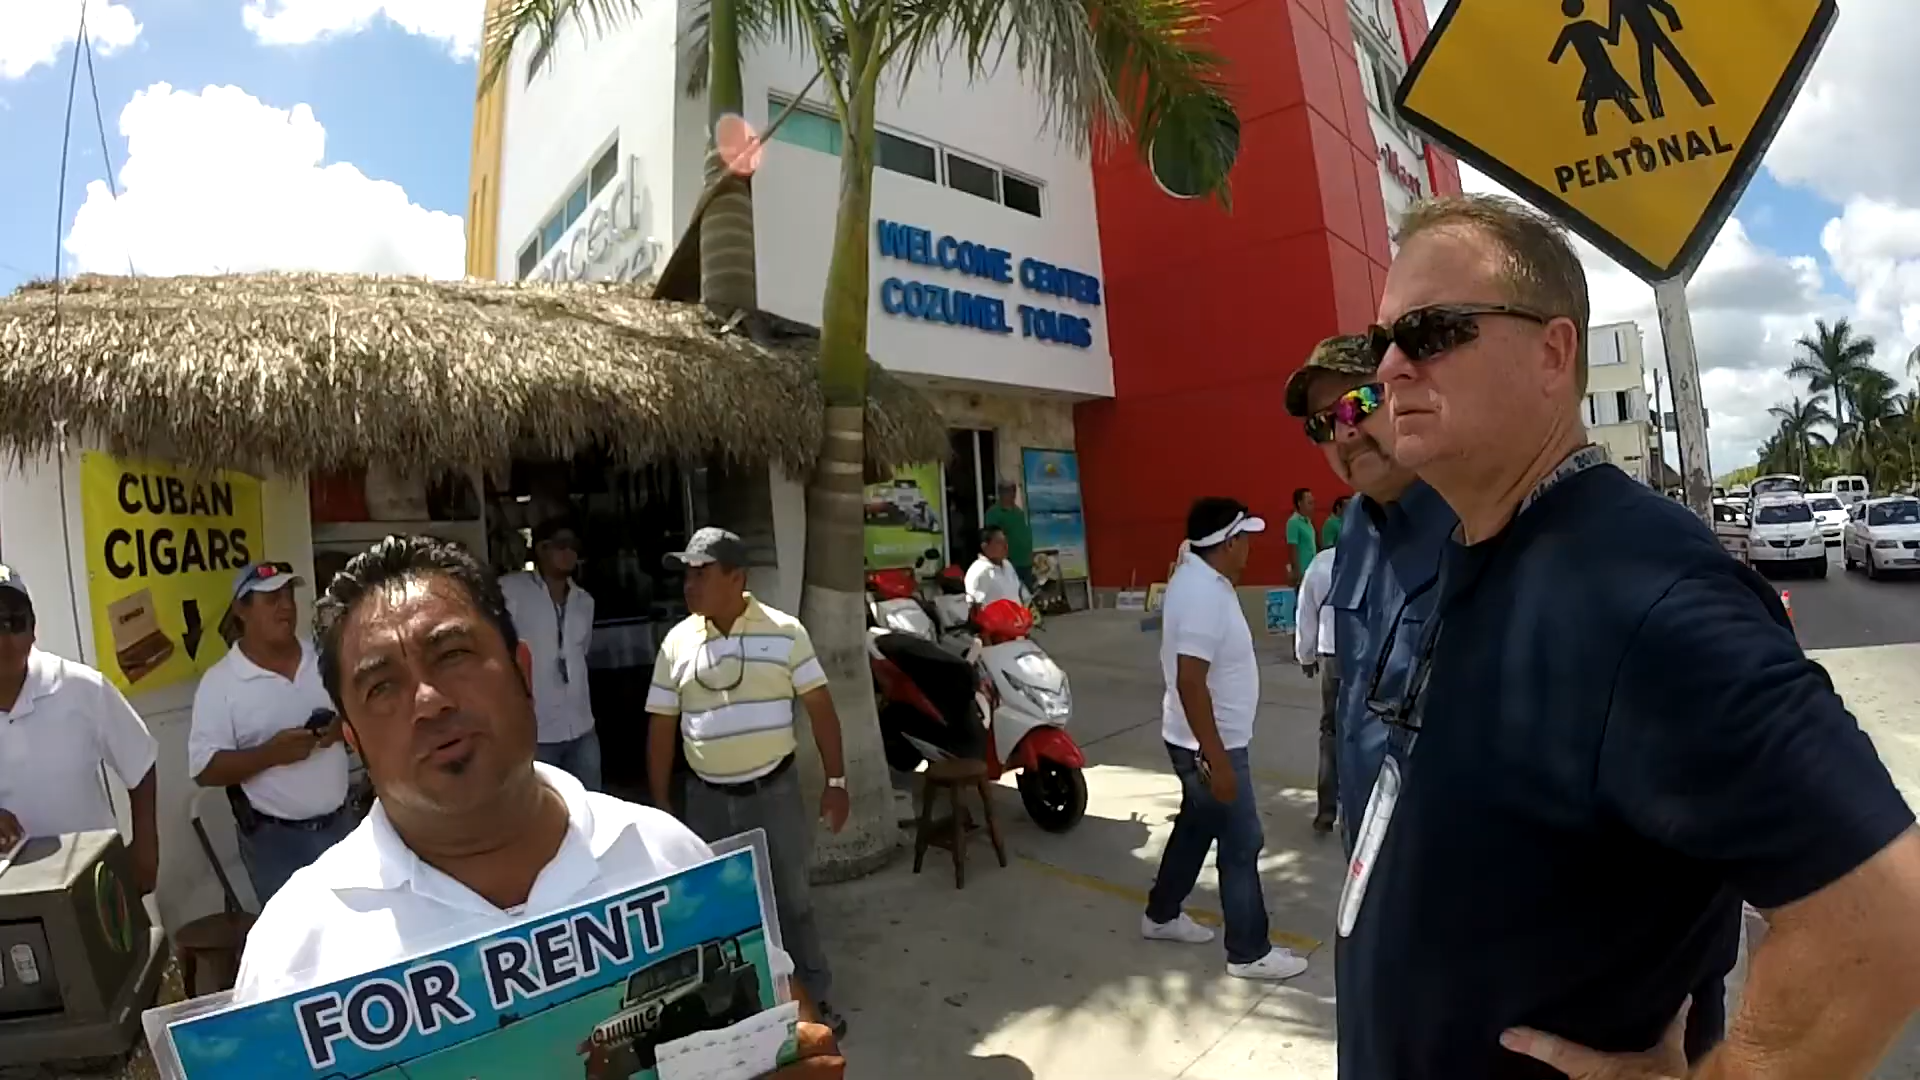 PEATONAL
WELCOME CENTER
COZUMEL TOURS
CUBAN
CIGARS
FOR RENT